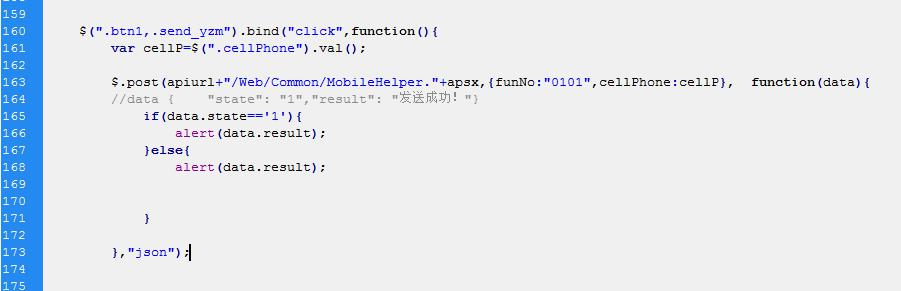 159
160 $(".btn1,.send_yzm").bind("click",function(){
161 var cellP=$(".cellPhone").val();
162
163 $.post(apiurl+"/Web/Common/MobileHelper."+apsx,{funNo:"0101",cellPhone:cellP}, function(data){
164 //data { "state": "1","result": "发送成功！"}
165 if(data.state=='1'){
166 alert(data.result);
167 }else{
168 alert(data.result);
169
170
171 }
172
173 },"json");
174
175